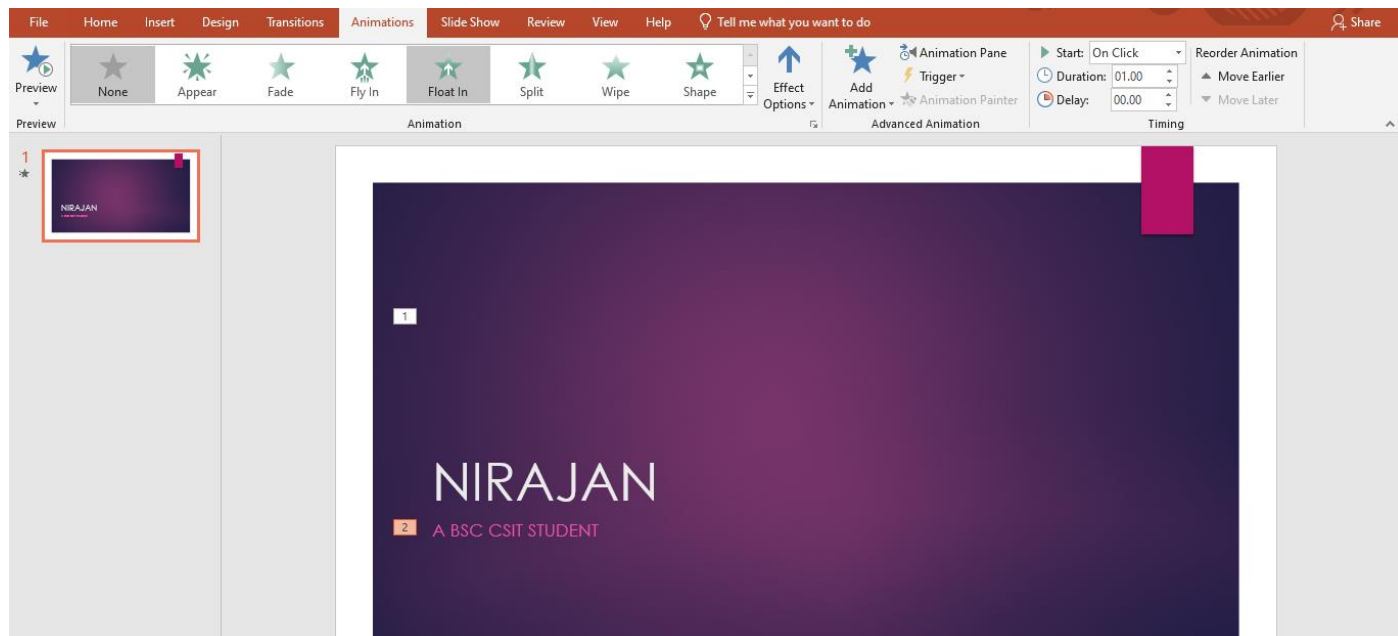 File Home Insert Design Transitions Animations Slide Show Review View Help Tell me what you want to do Share
Preview None Appear Fade Fly In Float In Split Wipe Shape Effect Options Add Animation Animation Pane Trigger Animation Painter Start: On Click Duration: 01.00 Delay: 00.00 Reorder Animation Move Earlier Move Later
Preview Animation Advanced Animation Timing
1
NIRAJAN
1
NIRAJAN
2 A BSC CSIT STUDENT